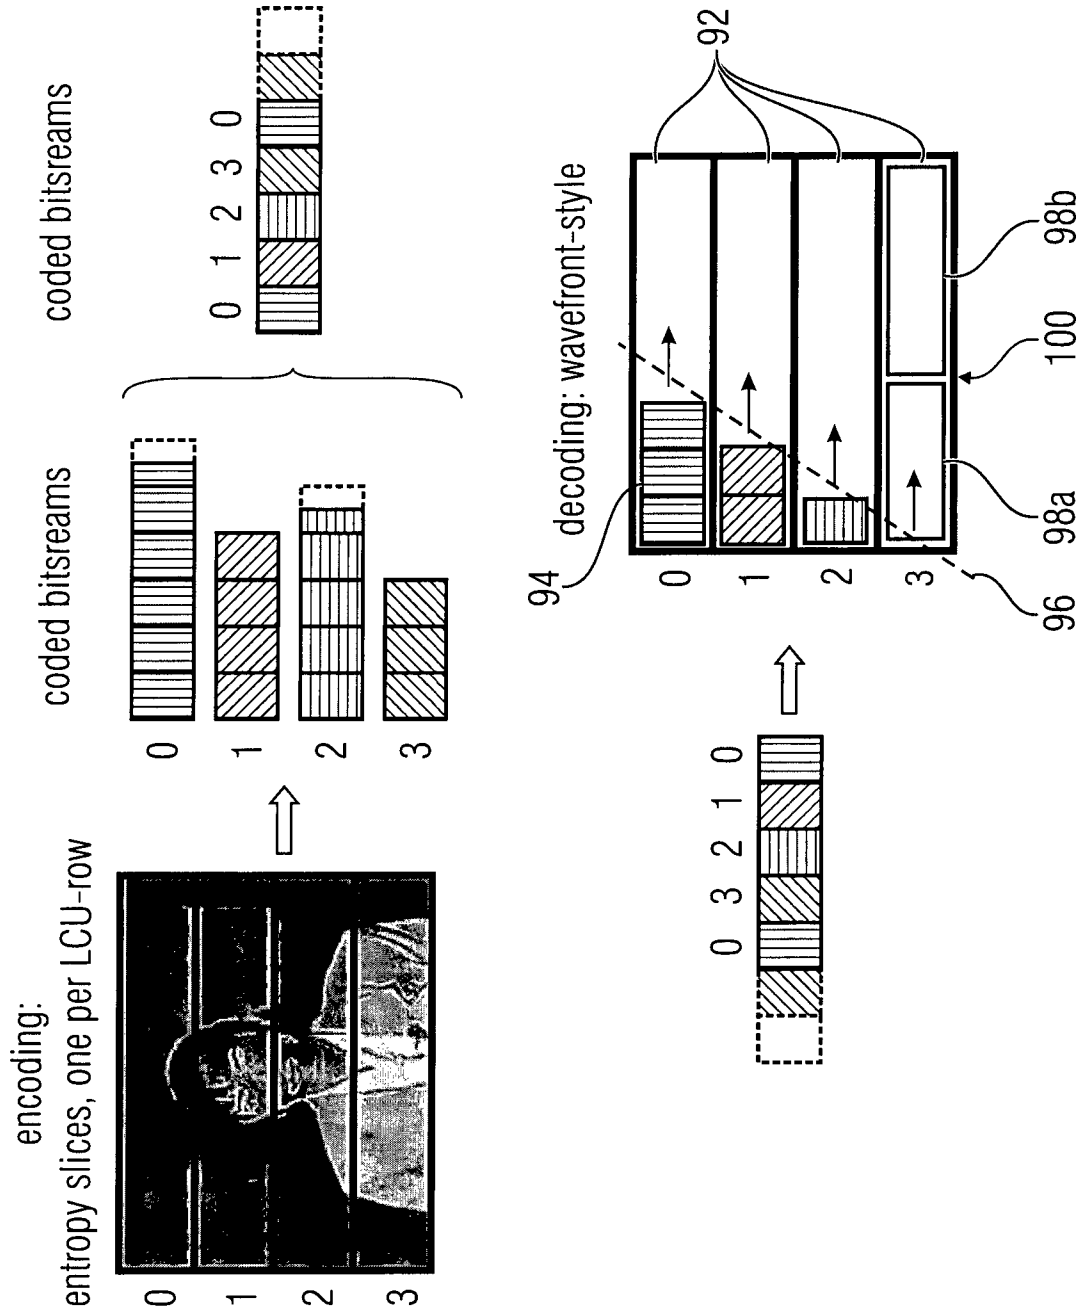 encoding:
entropy slices, one per LCU-row
0
1
2
3
coded bitsreams
0
1
2
3
coded bitsreams
0 1 2 3 0
0 3 2 1 0
decoding: wavefront-style
94
92
0
1
2
3
96 98a 100 98b